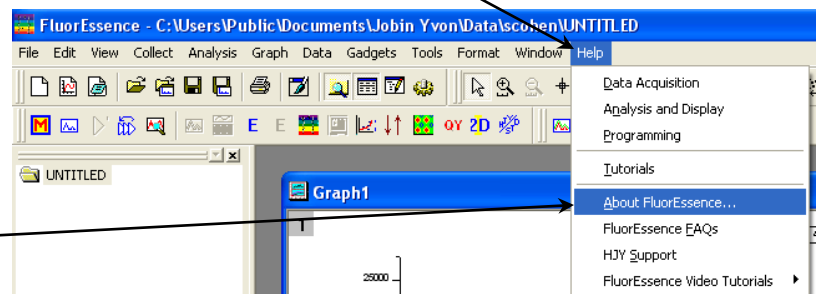 FluorEssence - C:\Users\Public\Documents\Jobin Yvon\Data\scohen\UNTITLED
File Edit View Collect Analysis Graph Data Gadgets Tools Format Window Help
Data Acquisition
Analysis and Display
Programming
Tutorials
About FluorEssence...
FluorEssence FAQs
HJY Support
FluorEssence Video Tutorials
M E E QY 2D
UNTITLED
Graph1
1
25000